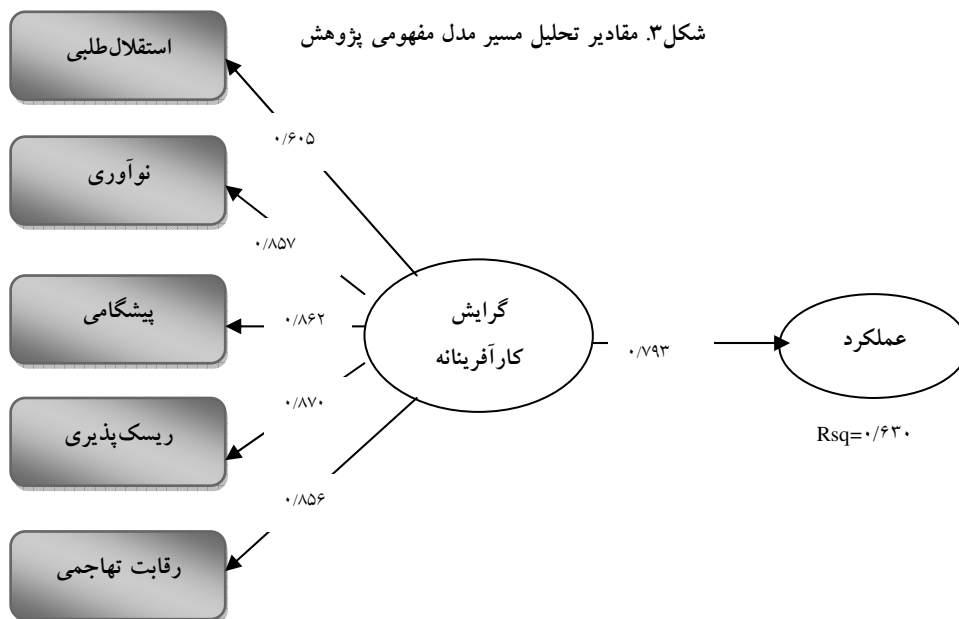 شکل۳. مقادیر تحلیل مسیر مدل مفهومی پژوهش
استقلال‌طلبی
۰/۶۰۵
نوآوری
۰/۸۵۷
پیشگامی
۰/۸۶۲
گرایش
کارآفرینانه
۰/۷۹۳
عملکرد
Rsq=۰/۶۳۰
ریسک‌پذیری
۰/۸۷۰
رقابت تهاجمی
۰/۸۵۶